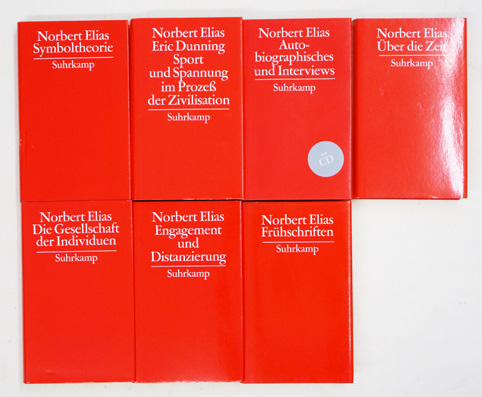 Norbert Elias
Symboltheorie
Suhrkamp
Norbert Elias
Eric Dunning
Sport
und Spannung
im Prozeß
der Zivilisation
Suhrkamp
Norbert Elias
Auto-
biographisches
und Interviews
Suhrkamp
CD
Norbert Elias
Über die Zeit
Suhrkamp
Norbert Elias
Die Gesellschaft
der Individuen
Suhrkamp
Norbert Elias
Engagement
und
Distanzierung
Suhrkamp
Norbert Elias
Frühschriften
Suhrkamp